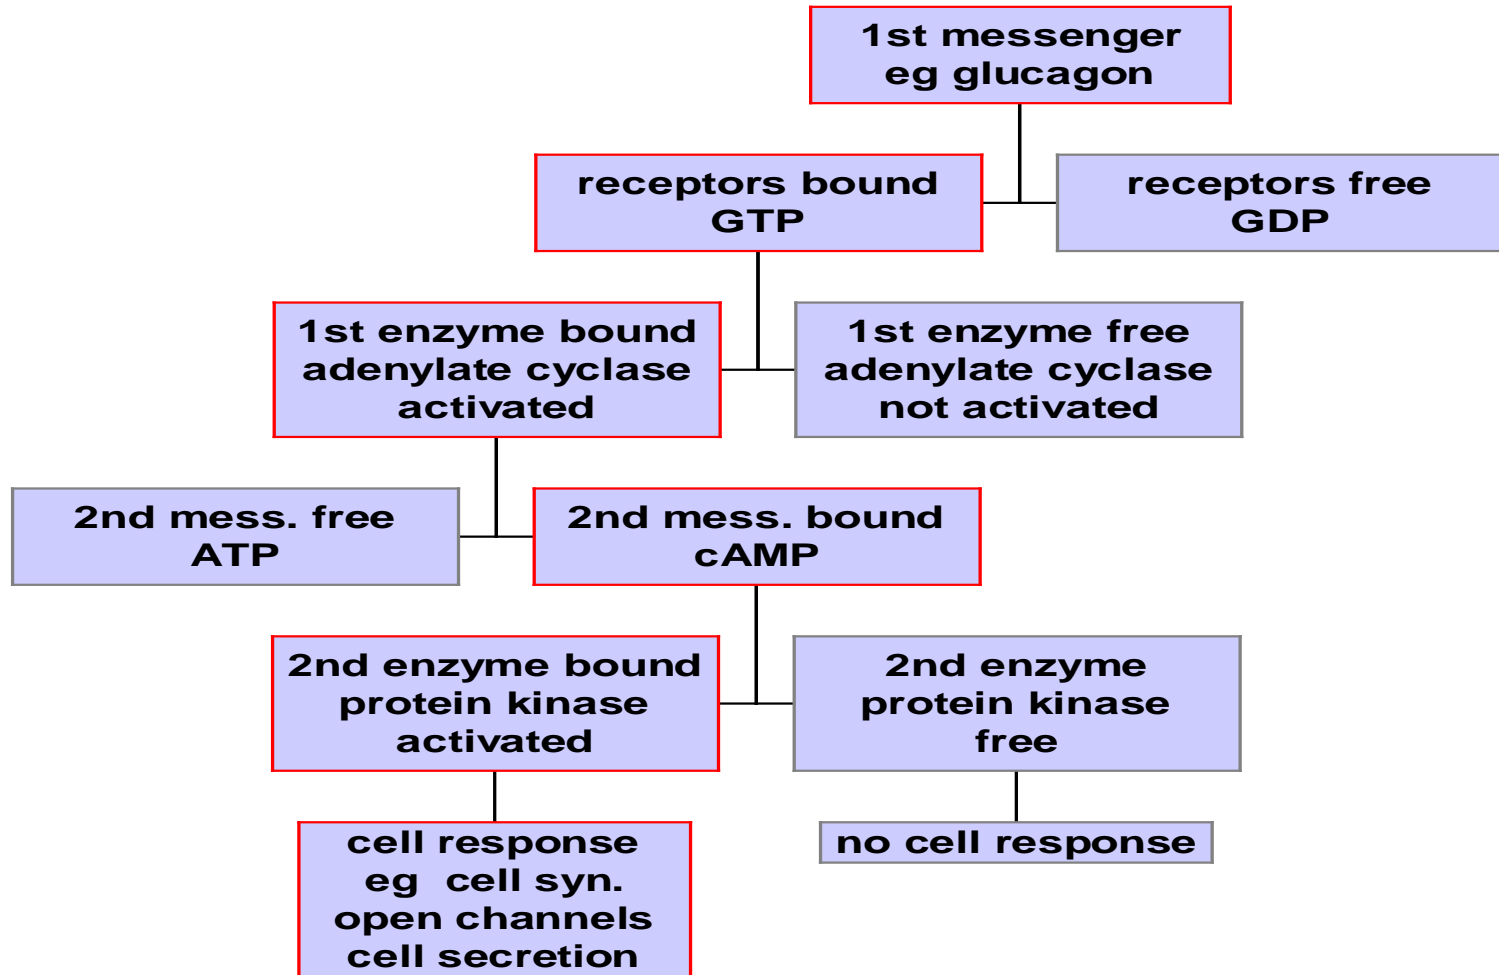 1st messenger
eg glucagon
receptors bound
GTP
receptors free
GDP
1st enzyme bound
adenylate cyclase
activated
1st enzyme free
adenylate cyclase
not activated
2nd mess. free
ATP
2nd mess. bound
cAMP
2nd enzyme bound
protein kinase
activated
2nd enzyme
protein kinase
free
cell response
eg cell syn.
open channels
cell secretion
no cell response